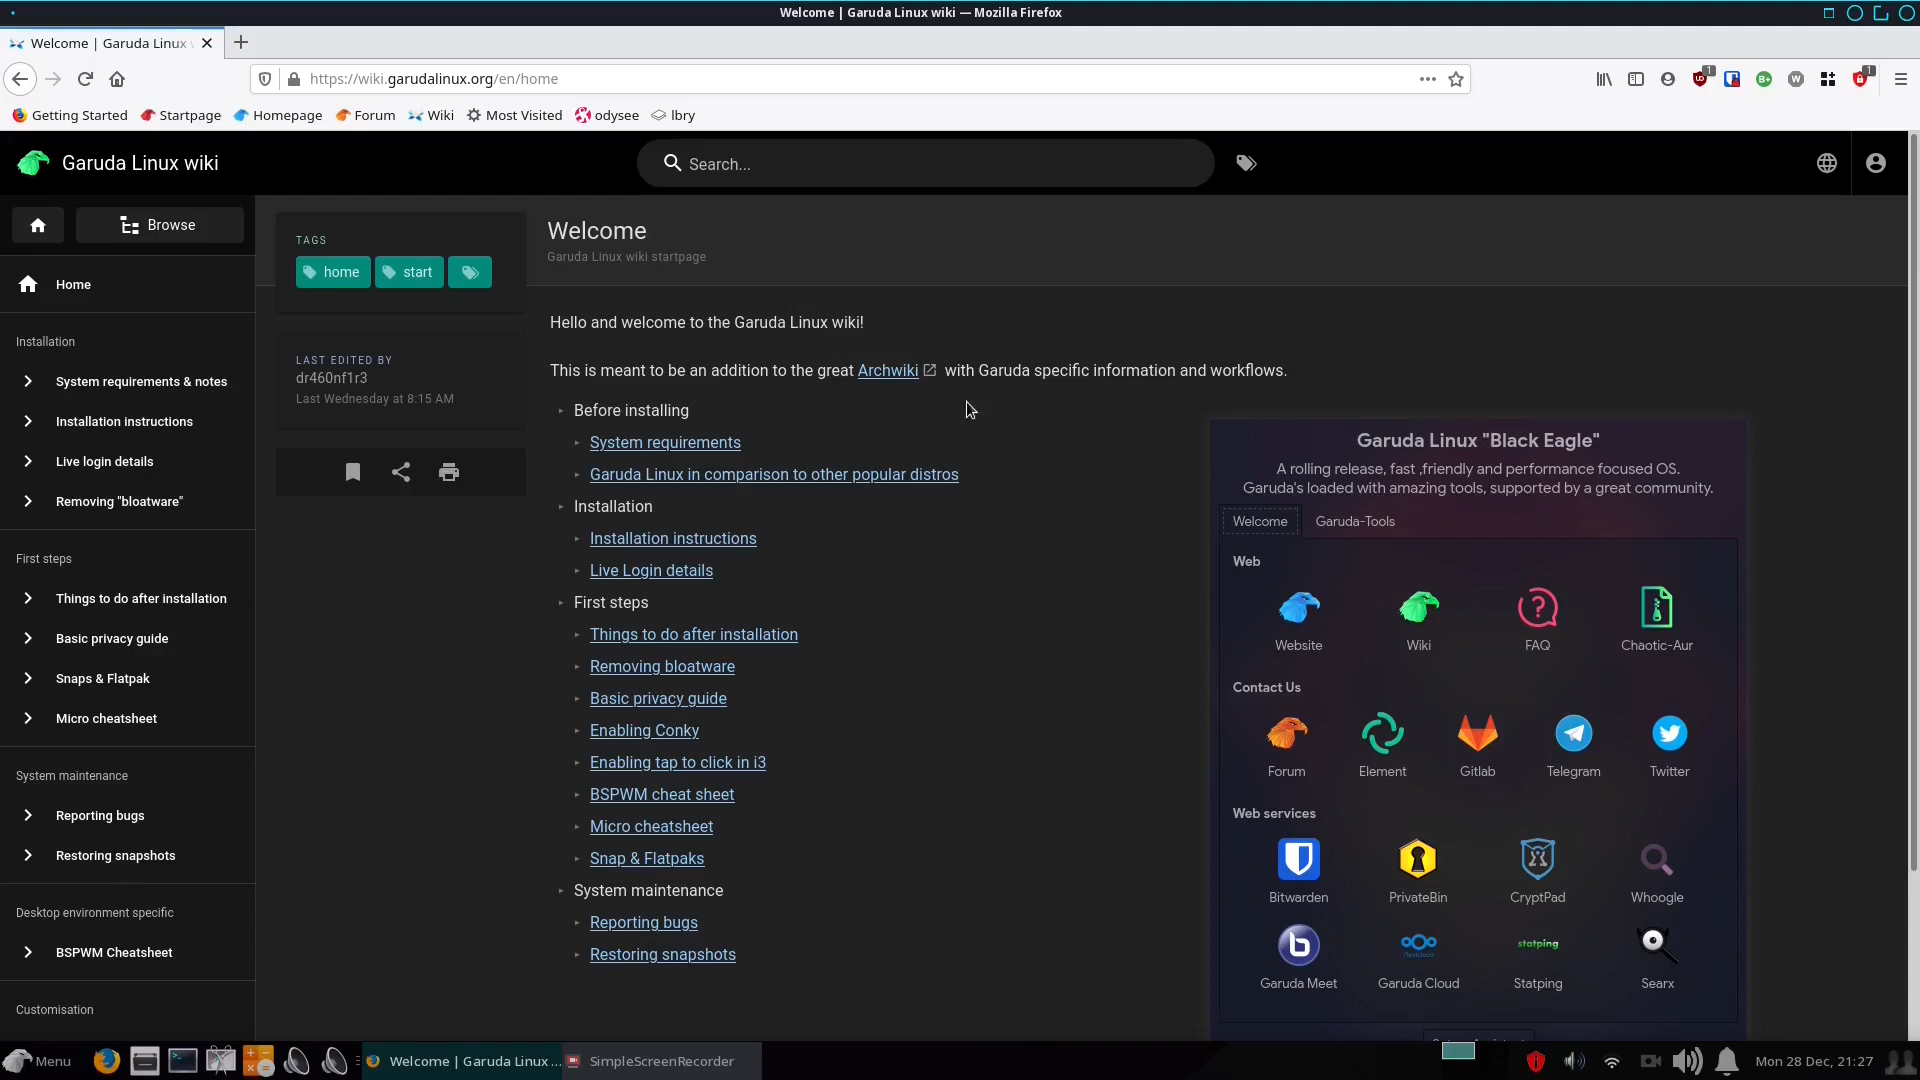 Welcome | Garuda Linux wiki — Mozilla Firefox
Welcome | Garuda Linux
https://wiki.garudalinux.org/en/home
1
1
Getting Started
Startpage
Homepage
Forum
Wiki
Most Visited
odysee
lbry
Garuda Linux wiki
Search...
Browse
Home
Installation
System requirements & notes
Installation instructions
Live login details
Removing "bloatware"
First steps
Things to do after installation
Basic privacy guide
Snaps & Flatpak
Micro cheatsheet
System maintenance
Reporting bugs
Restoring snapshots
Desktop environment specific
BSPWM Cheatsheet
Customisation
TAGS
home
start
LAST EDITED BY
dr460nf1r3
Last Wednesday at 8:15 AM
Welcome
Garuda Linux wiki startpage
Hello and welcome to the Garuda Linux wiki!
This is meant to be an addition to the great Archwiki with Garuda specific information and workflows.
Before installing
System requirements
Garuda Linux in comparison to other popular distros
Installation
Installation instructions
Live Login details
First steps
Things to do after installation
Removing bloatware
Basic privacy guide
Enabling Conky
Enabling tap to click in i3
BSPWM cheat sheet
Micro cheatsheet
Snap & Flatpaks
System maintenance
Reporting bugs
Restoring snapshots
Garuda Linux "Black Eagle"
A rolling release, fast ,friendly and performance focused OS.
Garuda's loaded with amazing tools, supported by a great community.
Welcome
Garuda-Tools
Web
Website
Wiki
FAQ
Chaotic-Aur
Contact Us
Forum
Element
Gitlab
Telegram
Twitter
Web services
Bitwarden
PrivateBin
CryptPad
Whoogle
statping
Garuda Meet
Garuda Cloud
Statping
Searx
Menu
Welcome | Garuda Linux ...
SimpleScreenRecorder
Mon 28 Dec, 21:27